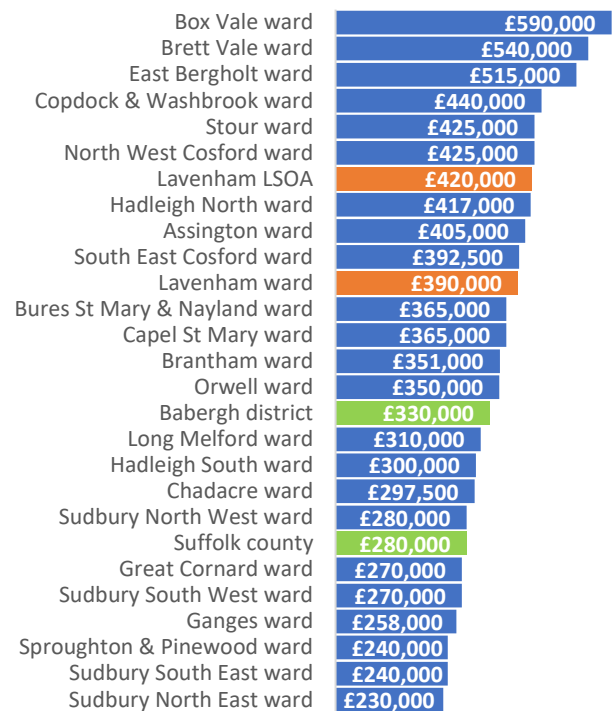 Box Vale ward £590,000
Brett Vale ward £540,000
East Bergholt ward £515,000
Copdock & Washbrook ward £440,000
Stour ward £425,000
North West Cosford ward £425,000
Lavenham LSOA £420,000
Hadleigh North ward £417,000
Assington ward £405,000
South East Cosford ward £392,500
Lavenham ward £390,000
Bures St Mary & Nayland ward £365,000
Capel St Mary ward £365,000
Brantham ward £351,000
Orwell ward £350,000
Babergh district £330,000
Long Melford ward £310,000
Hadleigh South ward £300,000
Chadacre ward £297,500
Sudbury North West ward £280,000
Suffolk county £280,000
Great Cornard ward £270,000
Sudbury South West ward £270,000
Ganges ward £258,000
Sproughton & Pinewood ward £240,000
Sudbury South East ward £240,000
Sudbury North East ward £230,000